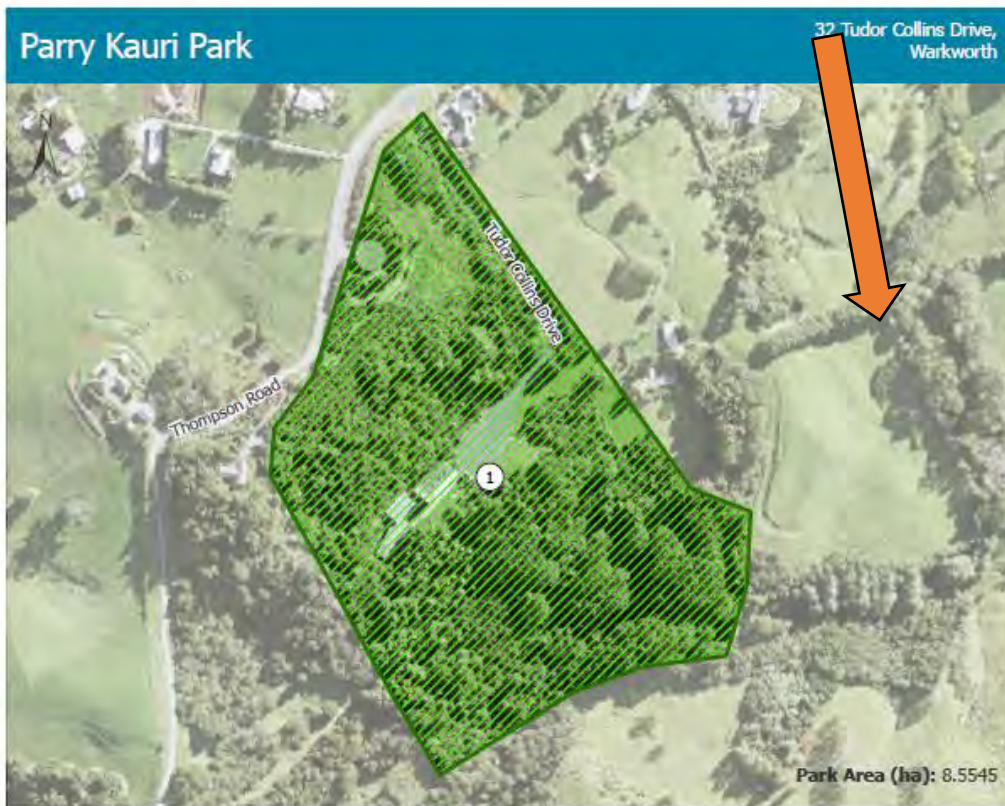 Parry Kauri Park
32 Tudor Collins Drive,
Warkworth
N
Tudor Collins Drive
Thompson Road
1
Park Area (ha): 8.5545